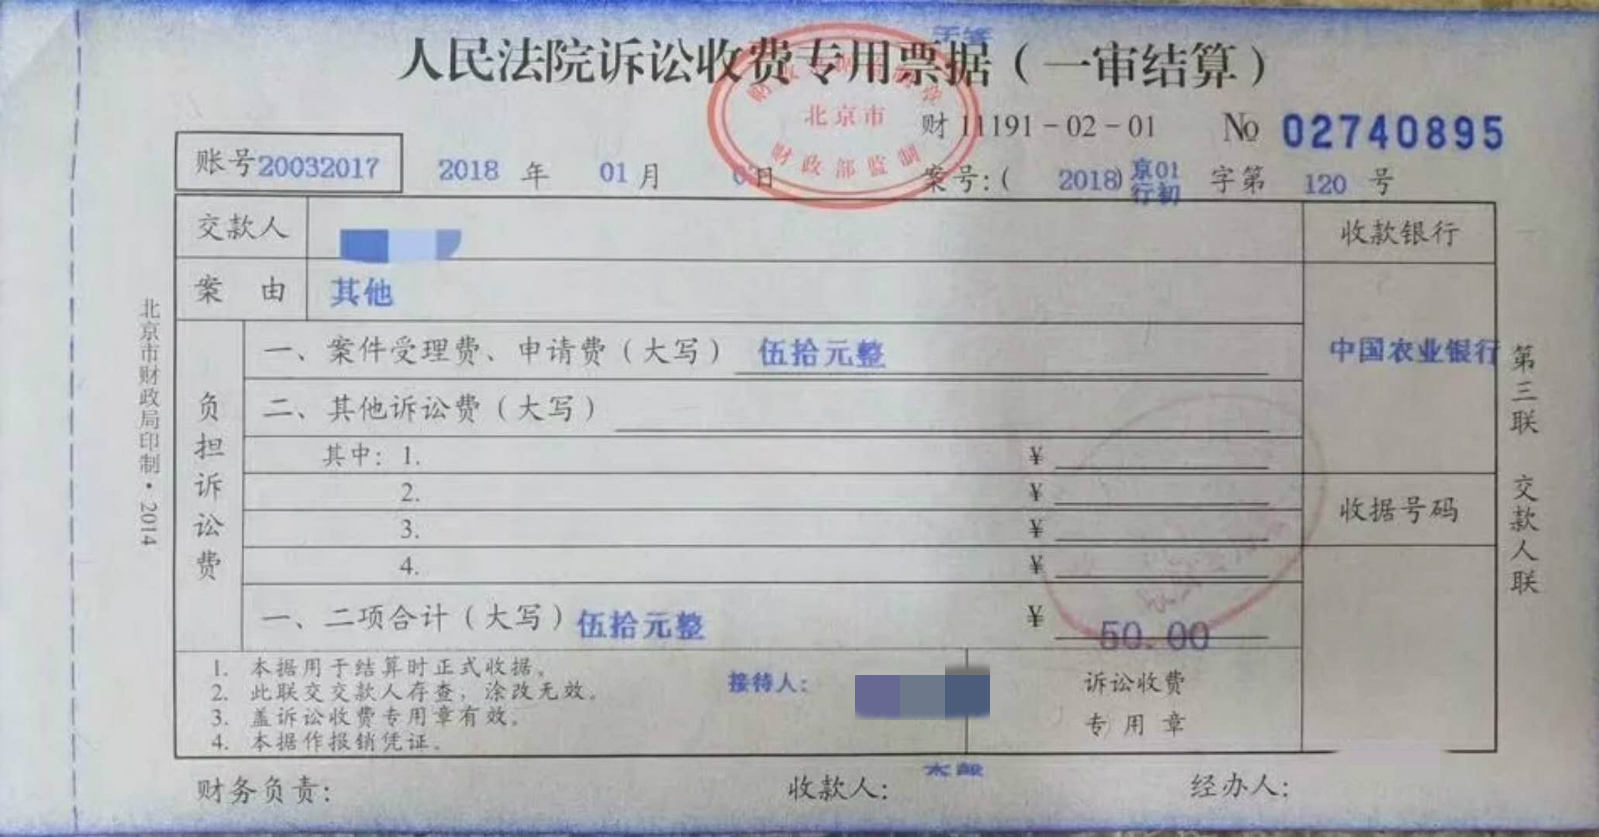 人民法院诉讼收费专用票据（一审结算）
北京市
财政部监制
财 11191-02-01 No 02740895
账号20032017 2018 年 01 月 日 案号:( 2018) 京01行初 字第 120 号
交款人
收款银行
案由 其他
负担诉讼费
一、案件受理费、申请费（大写） 伍拾元整
中国农业银行
二、其他诉讼费（大写）
其中: 1. ¥
2. ¥
3. ¥
4. ¥
收据号码
一、二项合计（大写）伍拾元整 ¥ 50.00
1. 本据用于结算时正式收据。
2. 此联交交款人存查，涂改无效。
3. 盖诉讼收费专用章有效。
4. 本据作报销凭证。
接待人:
诉讼收费
专用章
财务负责: 收款人: 经办人:
北京市财政局印制·2014
第三联 交款人联